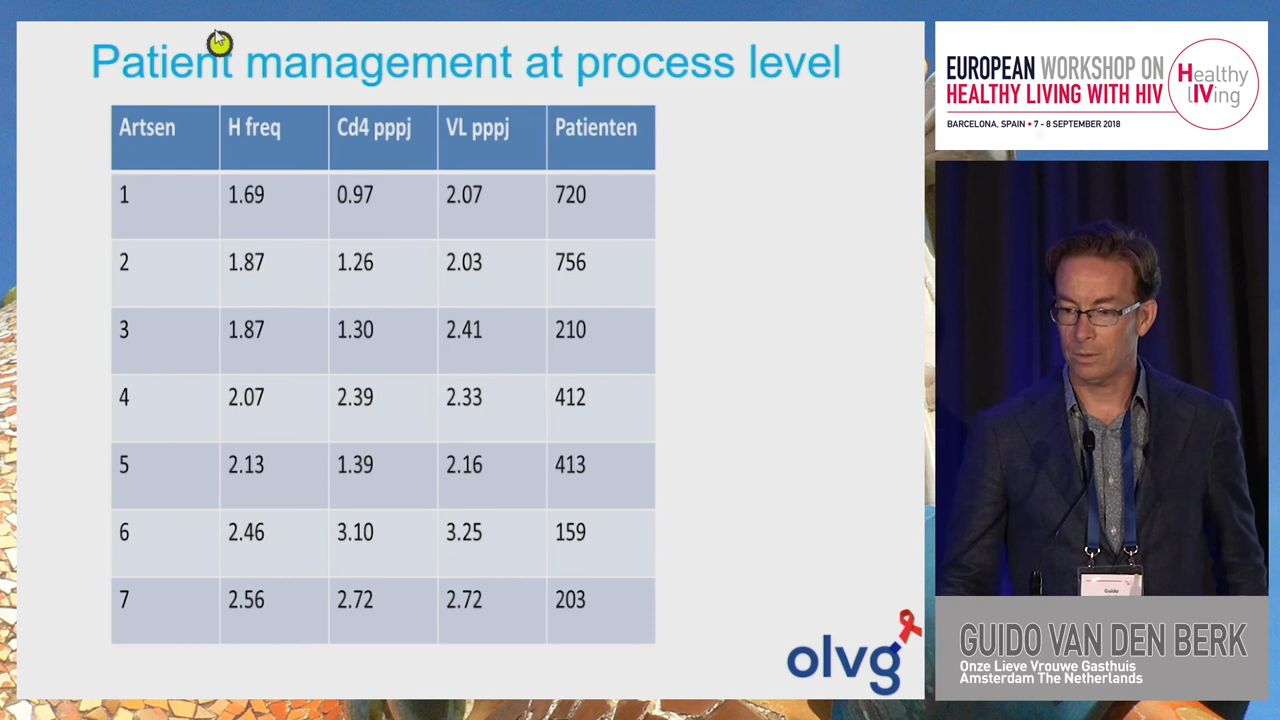 Patient management at process level
Artsen H freq Cd4 pppj VL pppj Patienten
1 1.69 0.97 2.07 720
2 1.87 1.26 2.03 756
3 1.87 1.30 2.41 210
4 2.07 2.39 2.33 412
5 2.13 1.39 2.16 413
6 2.46 3.10 3.25 159
7 2.56 2.72 2.72 203
olvg
EUROPEAN WORKSHOP ON
HEALTHY LIVING WITH HIV
BARCELONA, SPAIN • 7 - 8 SEPTEMBER 2018
Healthy
lIVing
Guido
GUIDO VAN DEN BERK
Onze Lieve Vrouwe Gasthuis
Amsterdam The Netherlands